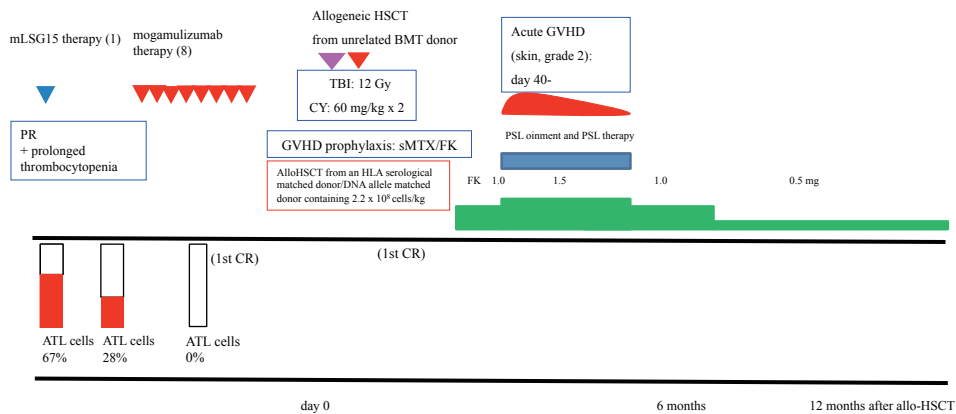 mLSG15 therapy (1)
mogamulizumab
therapy (8)
Allogeneic HSCT
from unrelated BMT donor
Acute GVHD
(skin, grade 2):
day 40-
TBI: 12 Gy
CY: 60 mg/kg x 2
PR
+ prolonged
thrombocytopenia
GVHD prophylaxis: sMTX/FK
PSL oinment and PSL therapy
AlloHSCT from an HLA serological
matched donor/DNA allele matched
donor containing 2.2 x 10⁸ cells/kg
FK 1.0 1.5 1.0 0.5 mg
(1st CR) (1st CR)
ATL cells
67%
ATL cells
28%
ATL cells
0%
day 0 6 months 12 months after allo-HSCT